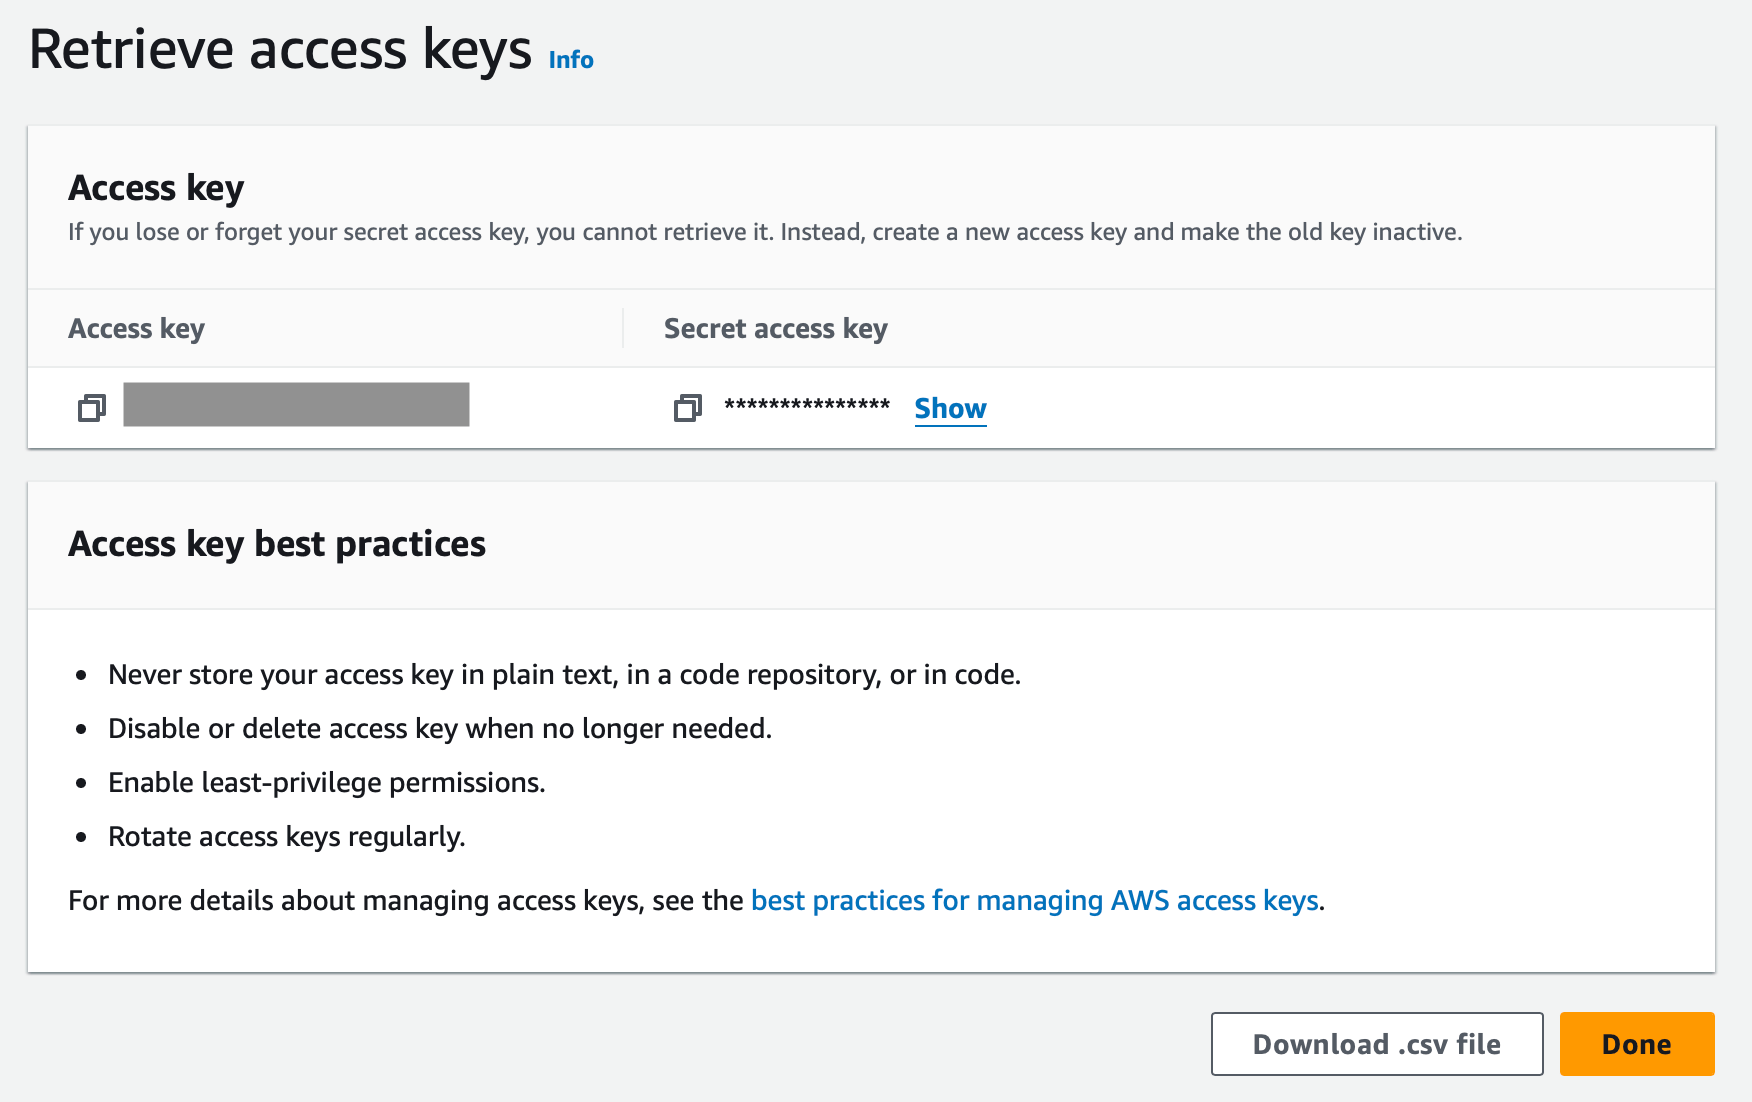 Retrieve access keys Info
Access key
If you lose or forget your secret access key, you cannot retrieve it. Instead, create a new access key and make the old key inactive.
Access key Secret access key
*************** Show
Access key best practices
• Never store your access key in plain text, in a code repository, or in code.
• Disable or delete access key when no longer needed.
• Enable least-privilege permissions.
• Rotate access keys regularly.
For more details about managing access keys, see the best practices for managing AWS access keys.
Download .csv file Done